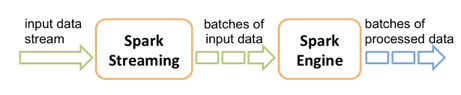 input data
stream
Spark
Streaming
batches of
input data
Spark
Engine
batches of
processed data